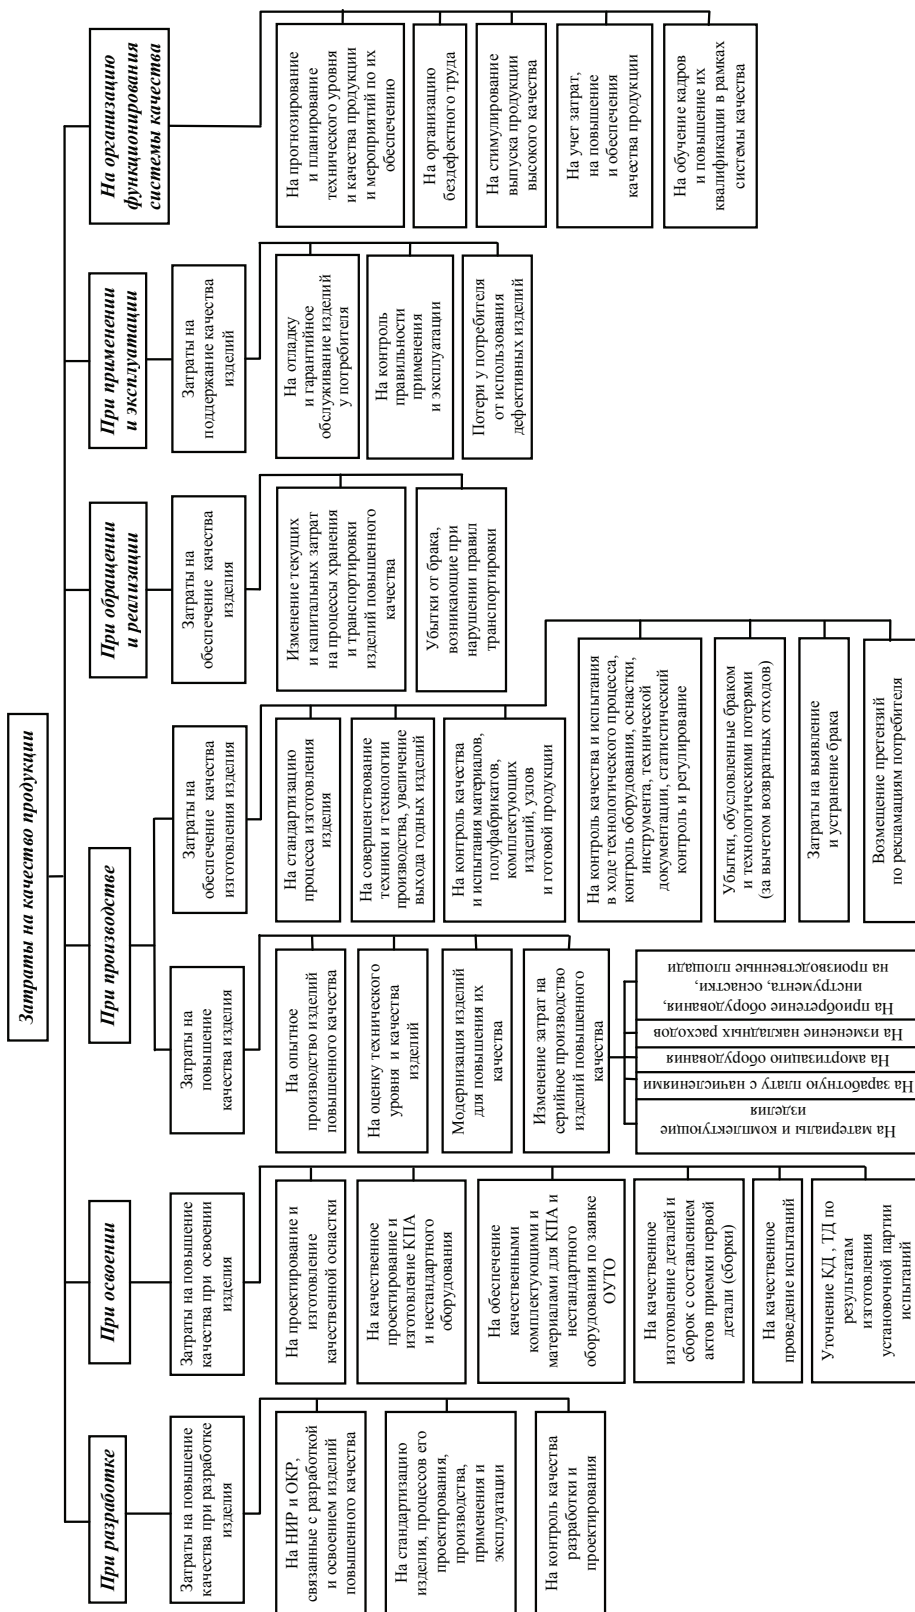 Затраты на качество продукции
При разработке
Затраты на повышение
качества при разработке
изделия
На НИР и ОКР,
связанные с разработкой
и освоением изделий
повышенного качества
На стандартизацию
изделия, процессов его
проектирования,
производства,
применения и
эксплуатации
На контроль качества
разработки и
проектирования
При освоении
Затраты на повышение
качества при освоении
изделия
На проектирование и
изготовление
качественной оснастки
На качественное
проектирование и
изготовление КПА
и нестандартного
оборудования
На обеспечение
качественными
комплектующими и
материалами для КПА и
нестандартного
оборудования по заявке
ОУТО
На качественное
изготовление деталей и
сборок с составлением
актов приемки первой
детали (сборки)
На качественное
проведение испытаний
Уточнение КД , ТД по
результатам
изготовления
установочной партии
испытаний
При производстве
Затраты на
повышение
качества изделия
На опытное
производство изделий
повышенного качества
На оценку технического
уровня и качества
изделий
Модернизация изделий
для повышения их
качества
Изменение затрат на
серийное производство
изделий повышенного
качества
На материалы и комплектующие
изделия
На заработную плату с начислениями
На амортизацию оборудования
На изменение накладных расходов
На приобретение оборудования,
инструмента, оснастки,
на производственные площади
Затраты на
обеспечение качества
изготовления изделия
На стандартизацию
процесса изготовления
изделия
На совершенствование
техники и технологии
производства, увеличение
выхода годных изделий
На контроль качества
и испытания материалов,
полуфабрикатов,
комплектующих
изделий, узлов
и готовой продукции
На контроль качества и испытания
в ходе технологического процесса,
контроль оборудования, оснастки,
инструмента, технической
документации, статистический
контроль и регулирование
Убытки, обусловленные браком
и технологическими потерями
(за вычетом возвратных отходов)
Затраты на выявление
и устранение брака
Возмещение претензий
по рекламациям потребителя
При обращении
и реализации
Затраты на
обеспечение качества
изделия
Изменение текущих
и капитальных затрат
на процессы хранения
и транспортировки
изделий повышенного
качества
Убытки от брака,
возникающие при
нарушении правил
транспортировки
При применении
и эксплуатации
Затраты на
поддержание качества
изделий
На отладку
и гарантийное
обслуживание изделий
у потребителя
На контроль
правильности
применения
и эксплуатации
Потери у потребителя
от использования
дефективных изделий
На организацию
функционирования
системы качества
На прогнозирование
и планирование
технического уровня
и качества продукции
и мероприятий по их
обеспечению
На организацию
бездефектного труда
На стимулирование
выпуска продукции
высокого качества
На учет затрат,
на повышение
и обеспечения
качества продукции
На обучение кадров
и повышение их
квалификации в рамках
системы качества